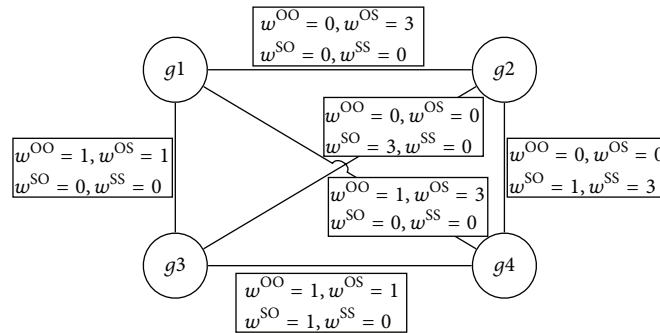 w^OO = 0, w^OS = 3
w^SO = 0, w^SS = 0
g1
g2
w^OO = 0, w^OS = 0
w^SO = 3, w^SS = 0
w^OO = 1, w^OS = 1
w^SO = 0, w^SS = 0
w^OO = 0, w^OS = 0
w^SO = 1, w^SS = 3
w^OO = 1, w^OS = 3
w^SO = 0, w^SS = 0
g3
g4
w^OO = 1, w^OS = 1
w^SO = 1, w^SS = 0